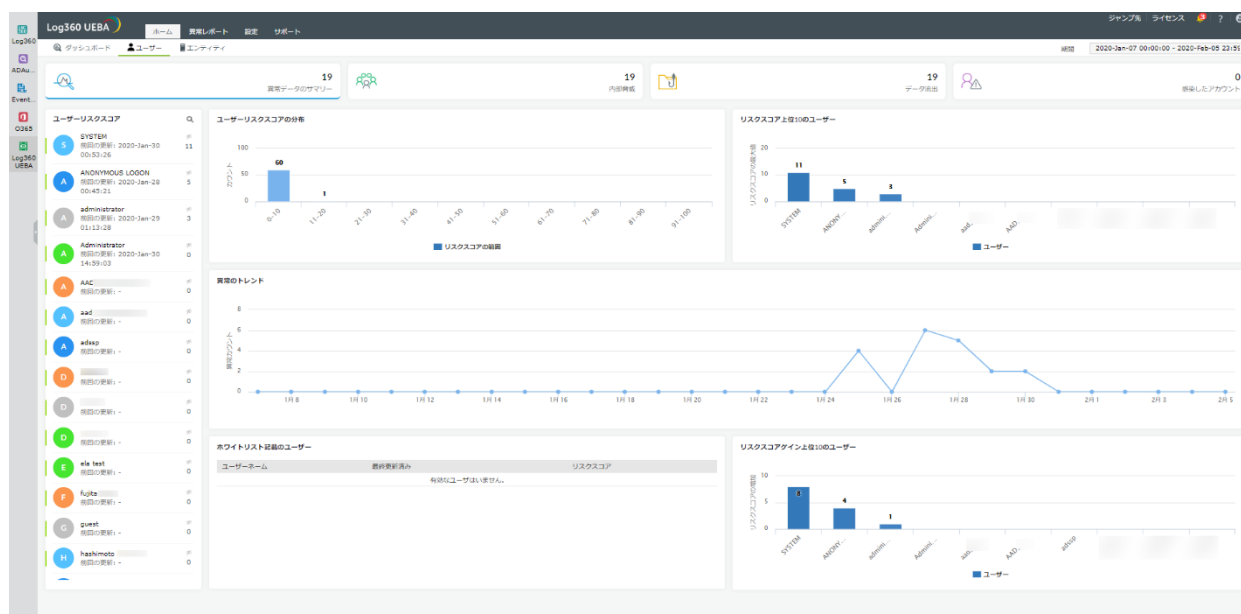 Log360
ADAu...
Event...
O365
Log360
UEBA
Log360 UEBA
ホーム 異常レポート 設定 サポート
ジャンプ先 ライセンス ?
ダッシュボード ユーザー エンティティ
期間 2020-Jan-07 00:00:00 - 2020-Feb-05 23:59
19
異常データのサマリー
19
内部脅威
19
データ流出
0
感染したアカウント
ユーザーリスクスコア
S SYSTEM
前回の更新: 2020-Jan-30 11
00:53:26
A ANONYMOUS LOGON
前回の更新: 2020-Jan-28 5
00:45:21
A administrator
前回の更新: 2020-Jan-29 3
01:13:28
A Administrator
前回の更新: 2020-Jan-30 0
14:59:03
A AAC
前回の更新: - 0
A aad
前回の更新: - 0
A adssp
前回の更新: - 0
D
前回の更新: - 0
D
前回の更新: - 0
D
前回の更新: - 0
E ela test
前回の更新: - 0
F fujita
前回の更新: - 0
G guest
前回の更新: - 0
H hashimoto
前回の更新: - 0
ユーザーリスクスコアの分布
カウント
100
50
0
60
1
0-10 11-20 21-30 31-40 41-50 51-60 61-70 71-80 81-90 91-100
リスクスコアの範囲
リスクスコア上位10のユーザー
リスクスコアの最大値
20
10
0
11
5
3
SYSTEM ANONY... admini... Admini... aad. AAD.
ユーザー
異常のトレンド
異常カウント
8
6
4
2
0
1月 8 1月 10 1月 12 1月 14 1月 16 1月 18 1月 20 1月 22 1月 24 1月 26 1月 28 1月 30 2月 1 2月 3 2月 5
ホワイトリスト記載のユーザー
ユーザーネーム 最終更新済み リスクスコア
有効なユーザはいません。
リスクスコアゲイン上位10のユーザー
リスクスコアの増加
10
5
0
8
4
1
SYSTEM ANONY... admini... Admini... aad. AAD. adssp
ユーザー